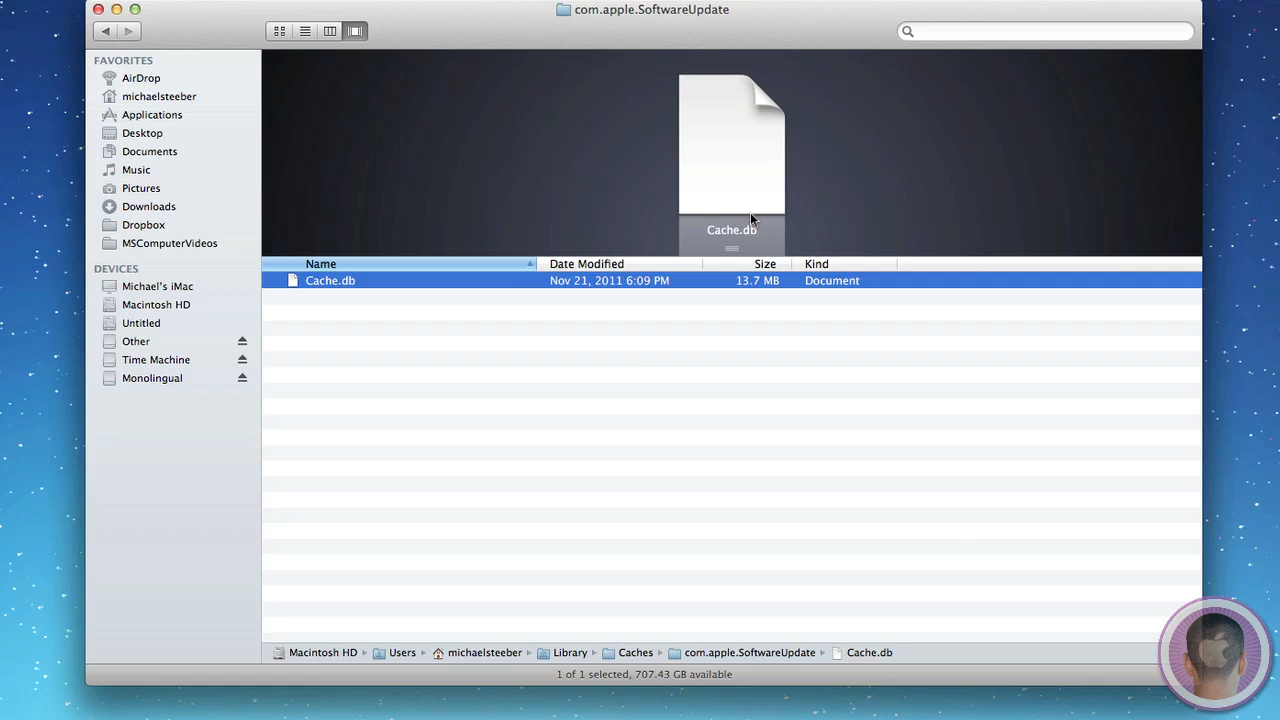 com.apple.SoftwareUpdate
FAVORITES
AirDrop
michaelsteeber
Applications
Desktop
Documents
Music
Pictures
Downloads
Dropbox
MSComputerVideos
DEVICES
Michael's iMac
Macintosh HD
Untitled
Other
Time Machine
Monolingual
Cache.db
Name Date Modified Size Kind
Cache.db Nov 21, 2011 6:09 PM 13.7 MB Document
Macintosh HD Users michaelsteeber Library Caches com.apple.SoftwareUpdate Cache.db
1 of 1 selected, 707.43 GB available